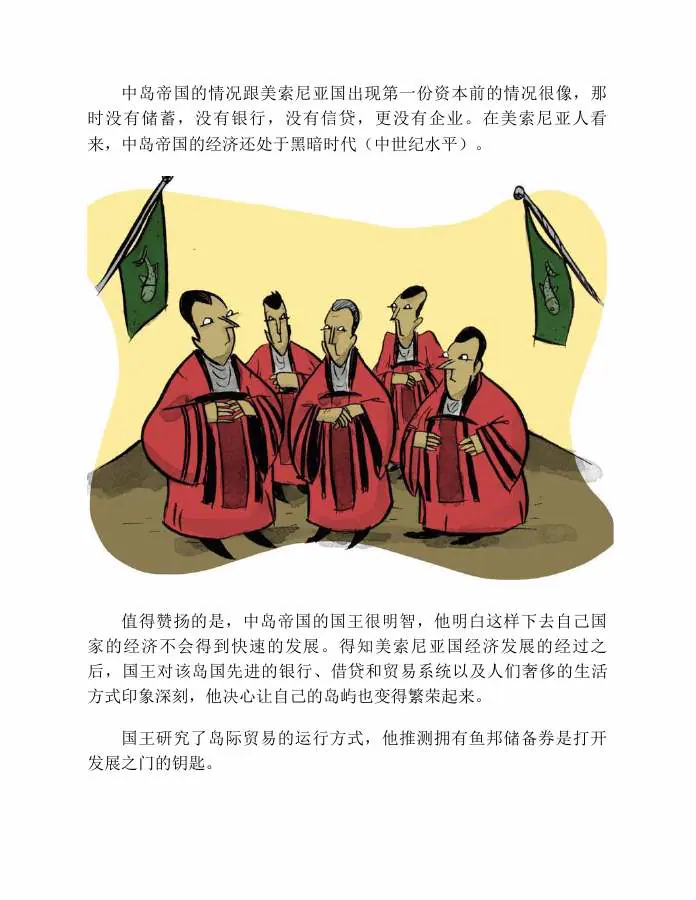 中岛帝国的情况跟美索尼亚国出现第一份资本前的情况很像，那
时没有储蓄，没有银行，没有信贷，更没有企业。在美索尼亚人看
来，中岛帝国的经济还处于黑暗时代（中世纪水平）。
值得赞扬的是，中岛帝国的国王很明智，他明白这样下去自己国
家的经济不会得到快速的发展。得知美索尼亚国经济发展的经过之
后，国王对该岛国先进的银行、借贷和贸易系统以及人们奢侈的生活
方式印象深刻，他决心让自己的岛屿也变得繁荣起来。
国王研究了岛际贸易的运行方式，他推测拥有鱼邦储备券是打开
发展之门的钥匙。